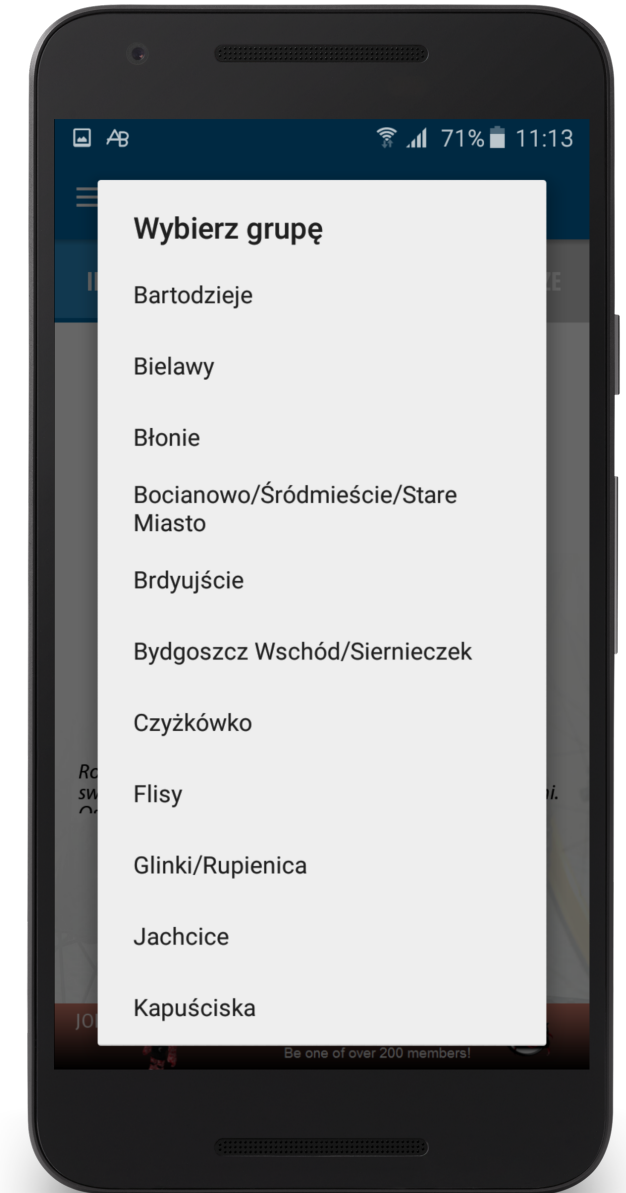 71% 11:13
Wybierz grupę
Bartodzieje
Bielawy
Błonie
Bocianowo/Śródmieście/Stare
Miasto
Brdyujście
Bydgoszcz Wschód/Siernieczek
Czyżkówko
Flisy
Glinki/Rupienica
Jachcice
Kapuściska
Be one of over 200 members!